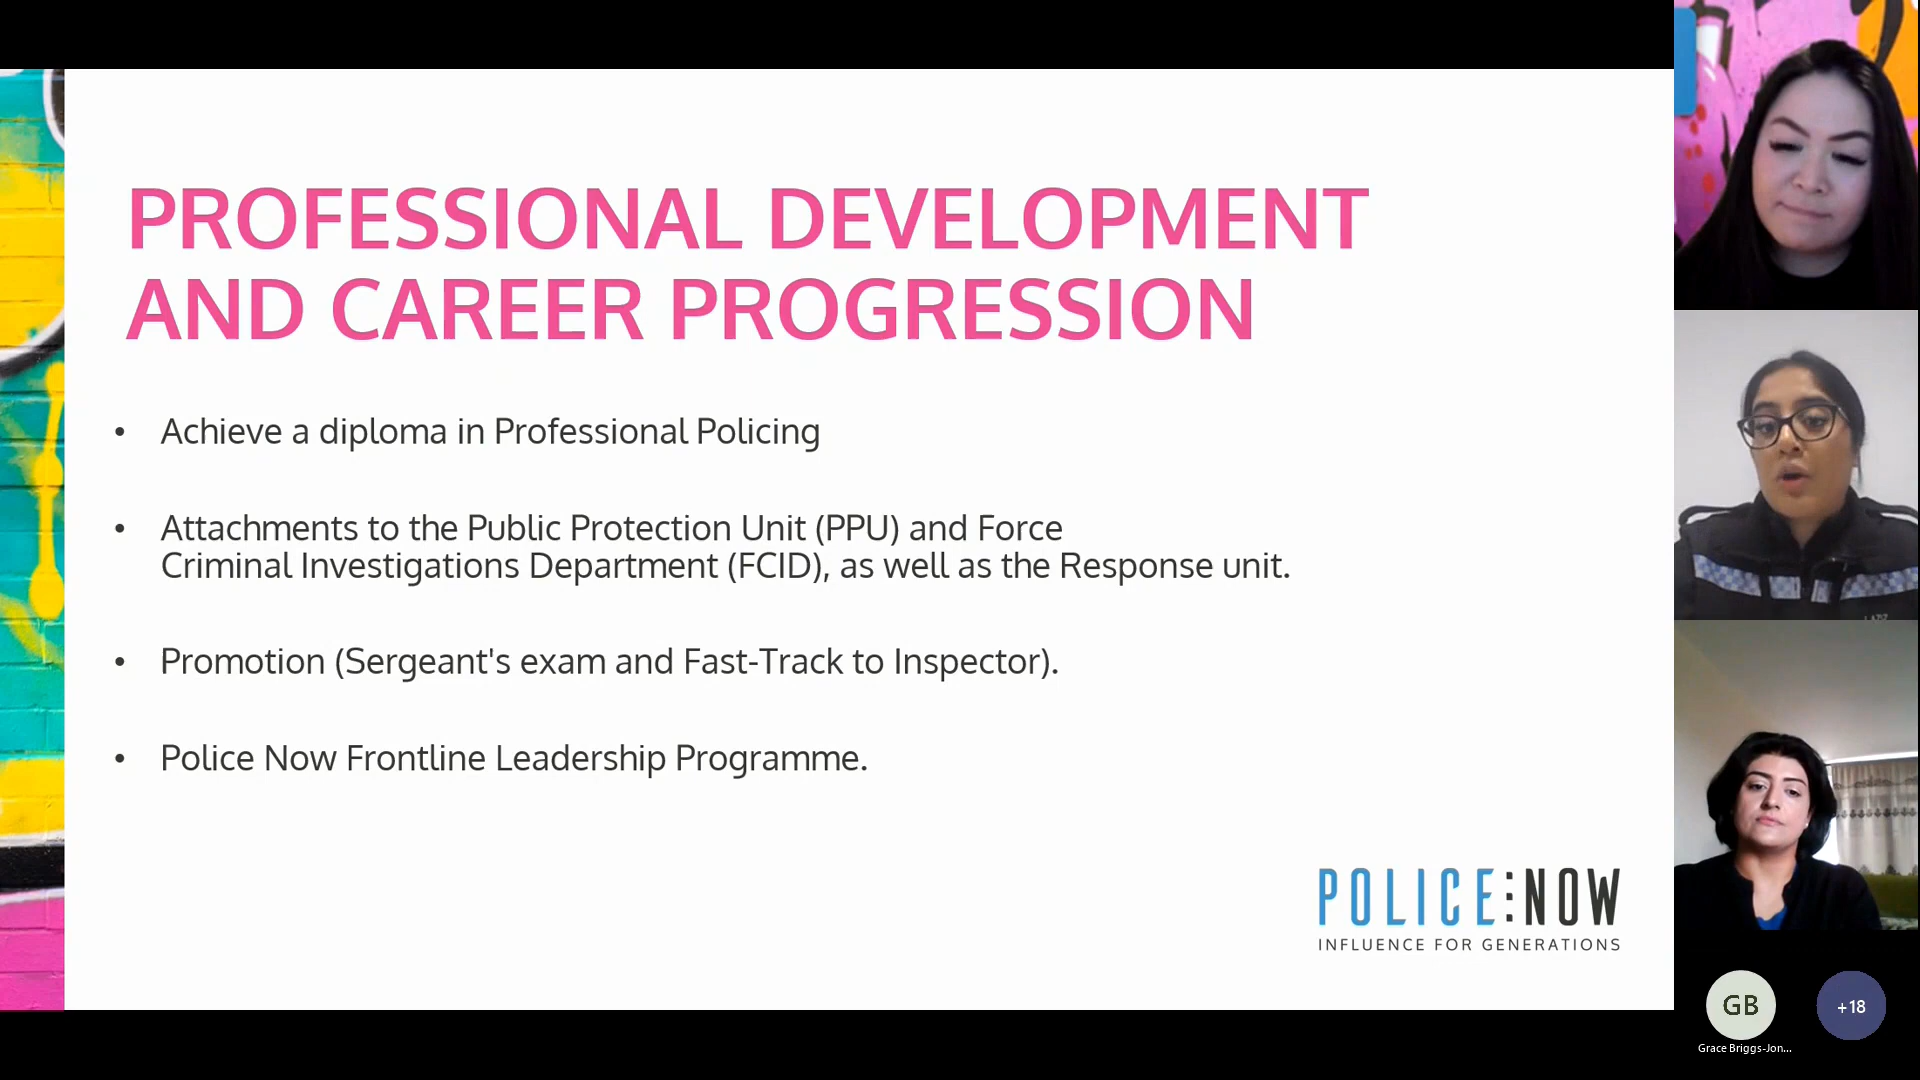 PROFESSIONAL DEVELOPMENT
AND CAREER PROGRESSION
• Achieve a diploma in Professional Policing
• Attachments to the Public Protection Unit (PPU) and Force
Criminal Investigations Department (FCID), as well as the Response unit.
• Promotion (Sergeant's exam and Fast-Track to Inspector).
• Police Now Frontline Leadership Programme.
POLICE:NOW
INFLUENCE FOR GENERATIONS
GB
Grace Briggs-Jon...
+18